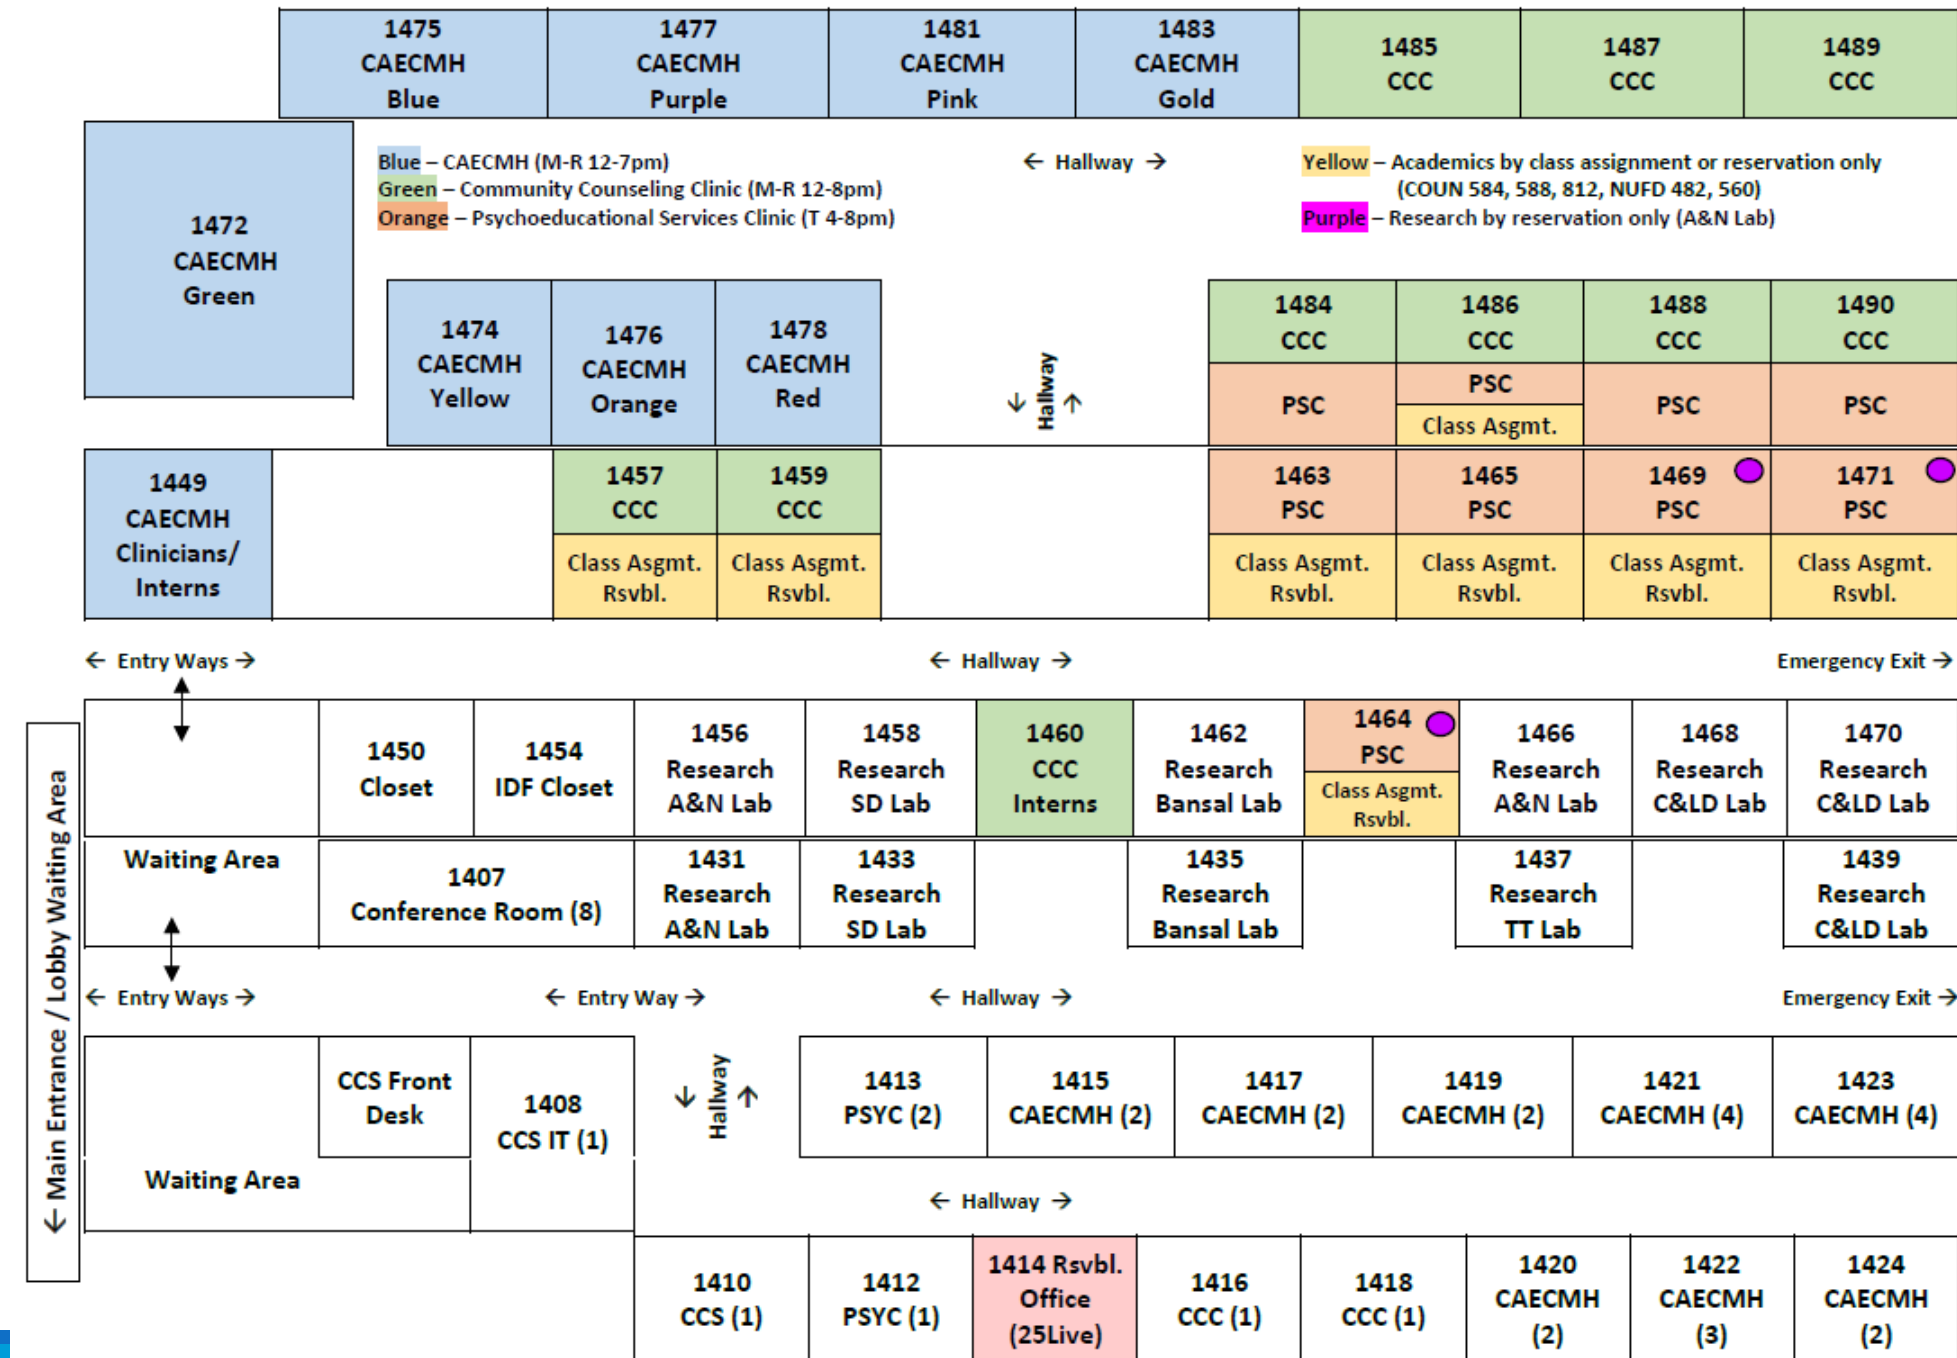 1475
CAECMH
Blue
1477
CAECMH
Purple
1481
CAECMH
Pink
1483
CAECMH
Gold
1485
CCC
1487
CCC
1489
CCC
1472
CAECMH
Green
Blue – CAECMH (M-R 12-7pm)
Green – Community Counseling Clinic (M-R 12-8pm)
Orange – Psychoeducational Services Clinic (T 4-8pm)
← Hallway →
Yellow – Academics by class assignment or reservation only
(COUN 584, 588, 812, NUFD 482, 560)
Purple – Research by reservation only (A&N Lab)
1474
CAECMH
Yellow
1476
CAECMH
Orange
1478
CAECMH
Red
← Hallway →
1484
CCC
PSC
1486
CCC
PSC
Class Asgmt.
1488
CCC
PSC
1490
CCC
PSC
1449
CAECMH
Clinicians/
Interns
1457
CCC
Class Asgmt.
Rsvbl.
1459
CCC
Class Asgmt.
Rsvbl.
1463
PSC
Class Asgmt.
Rsvbl.
1465
PSC
Class Asgmt.
Rsvbl.
1469
PSC
Class Asgmt.
Rsvbl.
1471
PSC
Class Asgmt.
Rsvbl.
← Entry Ways →
← Hallway →
Emergency Exit →
← Main Entrance / Lobby Waiting Area
1450
Closet
1454
IDF Closet
1456
Research
A&N Lab
1458
Research
SD Lab
1460
CCC
Interns
1462
Research
Bansal Lab
1464
PSC
Class Asgmt.
Rsvbl.
1466
Research
A&N Lab
1468
Research
C&LD Lab
1470
Research
C&LD Lab
Waiting Area
1407
Conference Room (8)
1431
Research
A&N Lab
1433
Research
SD Lab
1435
Research
Bansal Lab
1437
Research
TT Lab
1439
Research
C&LD Lab
← Entry Ways →
← Entry Way →
← Hallway →
Emergency Exit →
CCS Front
Desk
1408
CCS IT (1)
← Hallway →
1413
PSYC (2)
1415
CAECMH (2)
1417
CAECMH (2)
1419
CAECMH (2)
1421
CAECMH (4)
1423
CAECMH (4)
Waiting Area
← Hallway →
1410
CCS (1)
1412
PSYC (1)
1414 Rsvbl.
Office
(25Live)
1416
CCC (1)
1418
CCC (1)
1420
CAECMH
(2)
1422
CAECMH
(3)
1424
CAECMH
(2)